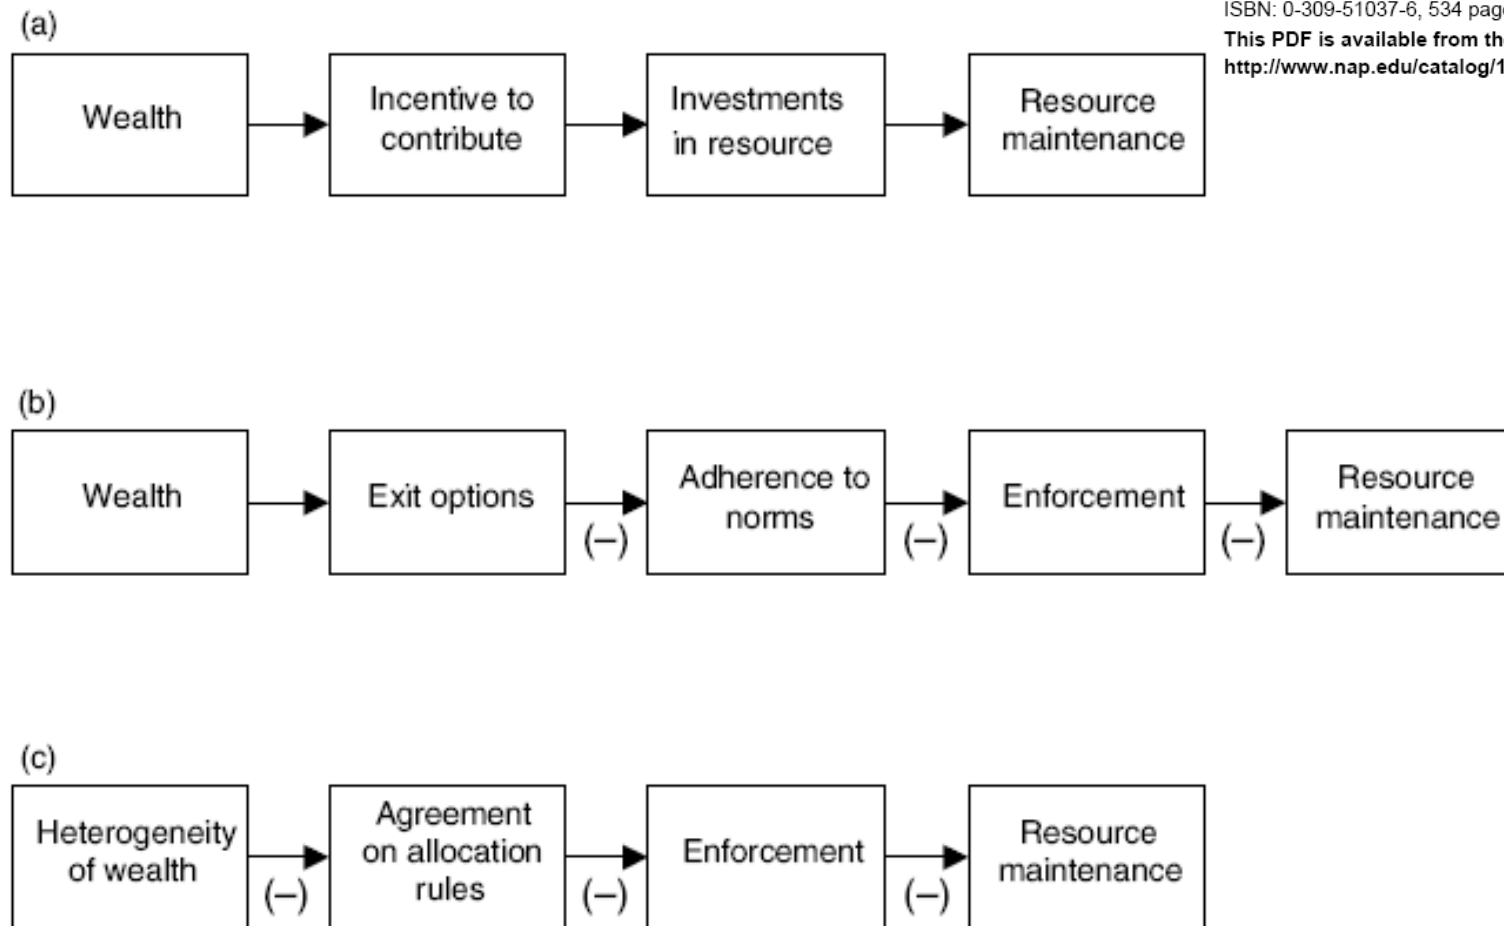 (a)
ISBN: 0-309-51037-6, 534 page
This PDF is available from the
http://www.nap.edu/catalog/1
Wealth
Incentive to
contribute
Investments
in resource
Resource
maintenance
(b)
Wealth
Exit options
(–)
Adherence to
norms
(–)
Enforcement
(–)
Resource
maintenance
(c)
Heterogeneity
of wealth
(–)
Agreement
on allocation
rules
(–)
Enforcement
(–)
Resource
maintenance